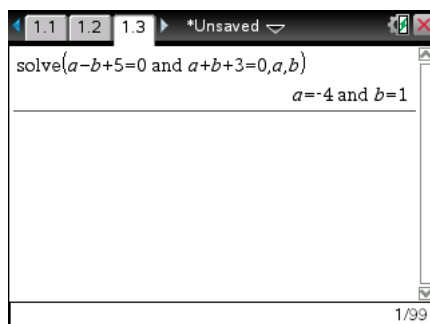 1.1 1.2 1.3 *Unsaved
solve(a−b+5=0 and a+b+3=0,a,b)
a=-4 and b=1
1/99